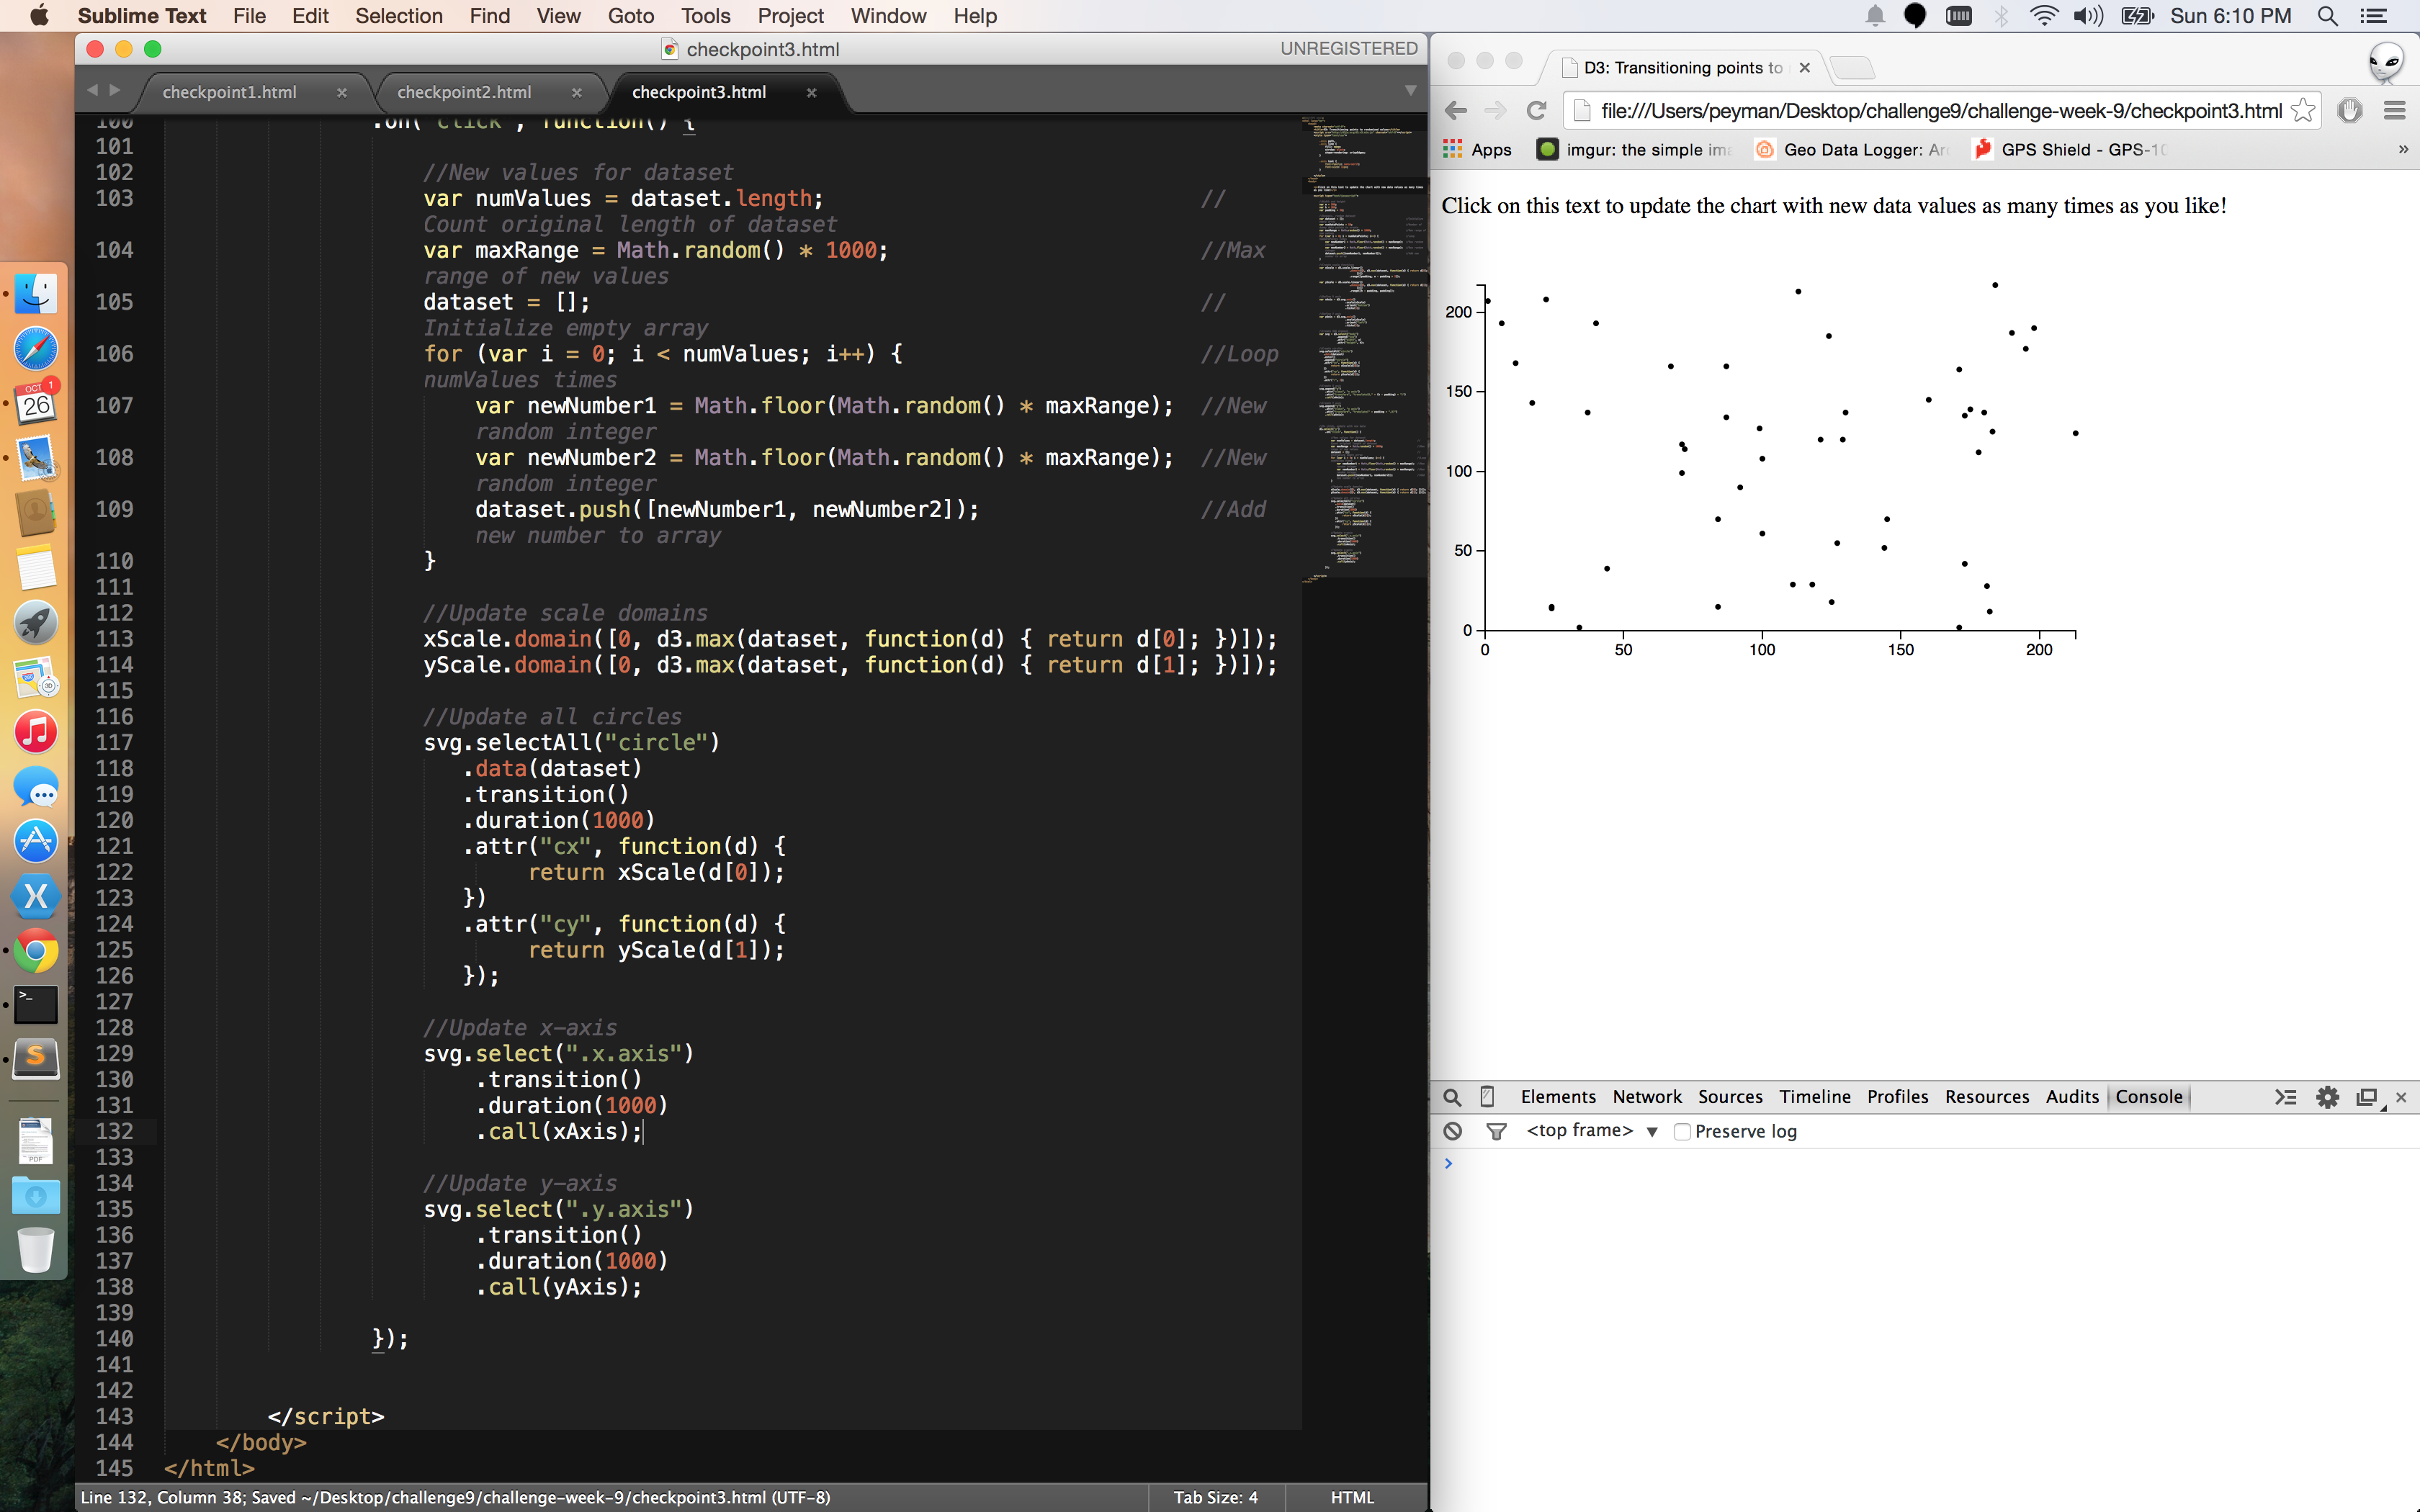 Sublime Text File Edit Selection Find View Goto Tools Project Window Help Sun 6:10 PM
checkpoint3.html UNREGISTERED
checkpoint1.html × checkpoint2.html × checkpoint3.html ×
100 .on("click", function() {
101
102 //New values for dataset
103 var numValues = dataset.length; //
Count original length of dataset
104 var maxRange = Math.random() * 1000; //Max
range of new values
105 dataset = []; //
Initialize empty array
106 for (var i = 0; i < numValues; i++) { //Loop
numValues times
107 var newNumber1 = Math.floor(Math.random() * maxRange); //New
random integer
108 var newNumber2 = Math.floor(Math.random() * maxRange); //New
random integer
109 dataset.push([newNumber1, newNumber2]); //Add
new number to array
110 }
111
112 //Update scale domains
113 xScale.domain([0, d3.max(dataset, function(d) { return d[0]; })]);
114 yScale.domain([0, d3.max(dataset, function(d) { return d[1]; })]);
115
116 //Update all circles
117 svg.selectAll("circle")
118 .data(dataset)
119 .transition()
120 .duration(1000)
121 .attr("cx", function(d) {
122 return xScale(d[0]);
123 })
124 .attr("cy", function(d) {
125 return yScale(d[1]);
126 });
127
128 //Update x-axis
129 svg.select(".x.axis")
130 .transition()
131 .duration(1000)
132 .call(xAxis);
133
134 //Update y-axis
135 svg.select(".y.axis")
136 .transition()
137 .duration(1000)
138 .call(yAxis);
139
140 });
141
142
143 </script>
144 </body>
145 </html>
Line 132, Column 38; Saved ~/Desktop/challenge9/challenge-week-9/checkpoint3.html (UTF-8) Tab Size: 4 HTML
OCT 1
26
PDF
D3: Transitioning points to ×
file:///Users/peyman/Desktop/challenge9/challenge-week-9/checkpoint3.html
Apps imgur: the simple ima Geo Data Logger: Ar GPS Shield - GPS-10 »
Click on this text to update the chart with new data values as many times as you like!
200
150
100
50
0
0 50 100 150 200
Elements Network Sources Timeline Profiles Resources Audits Console ×
<top frame> ▼ Preserve log
>